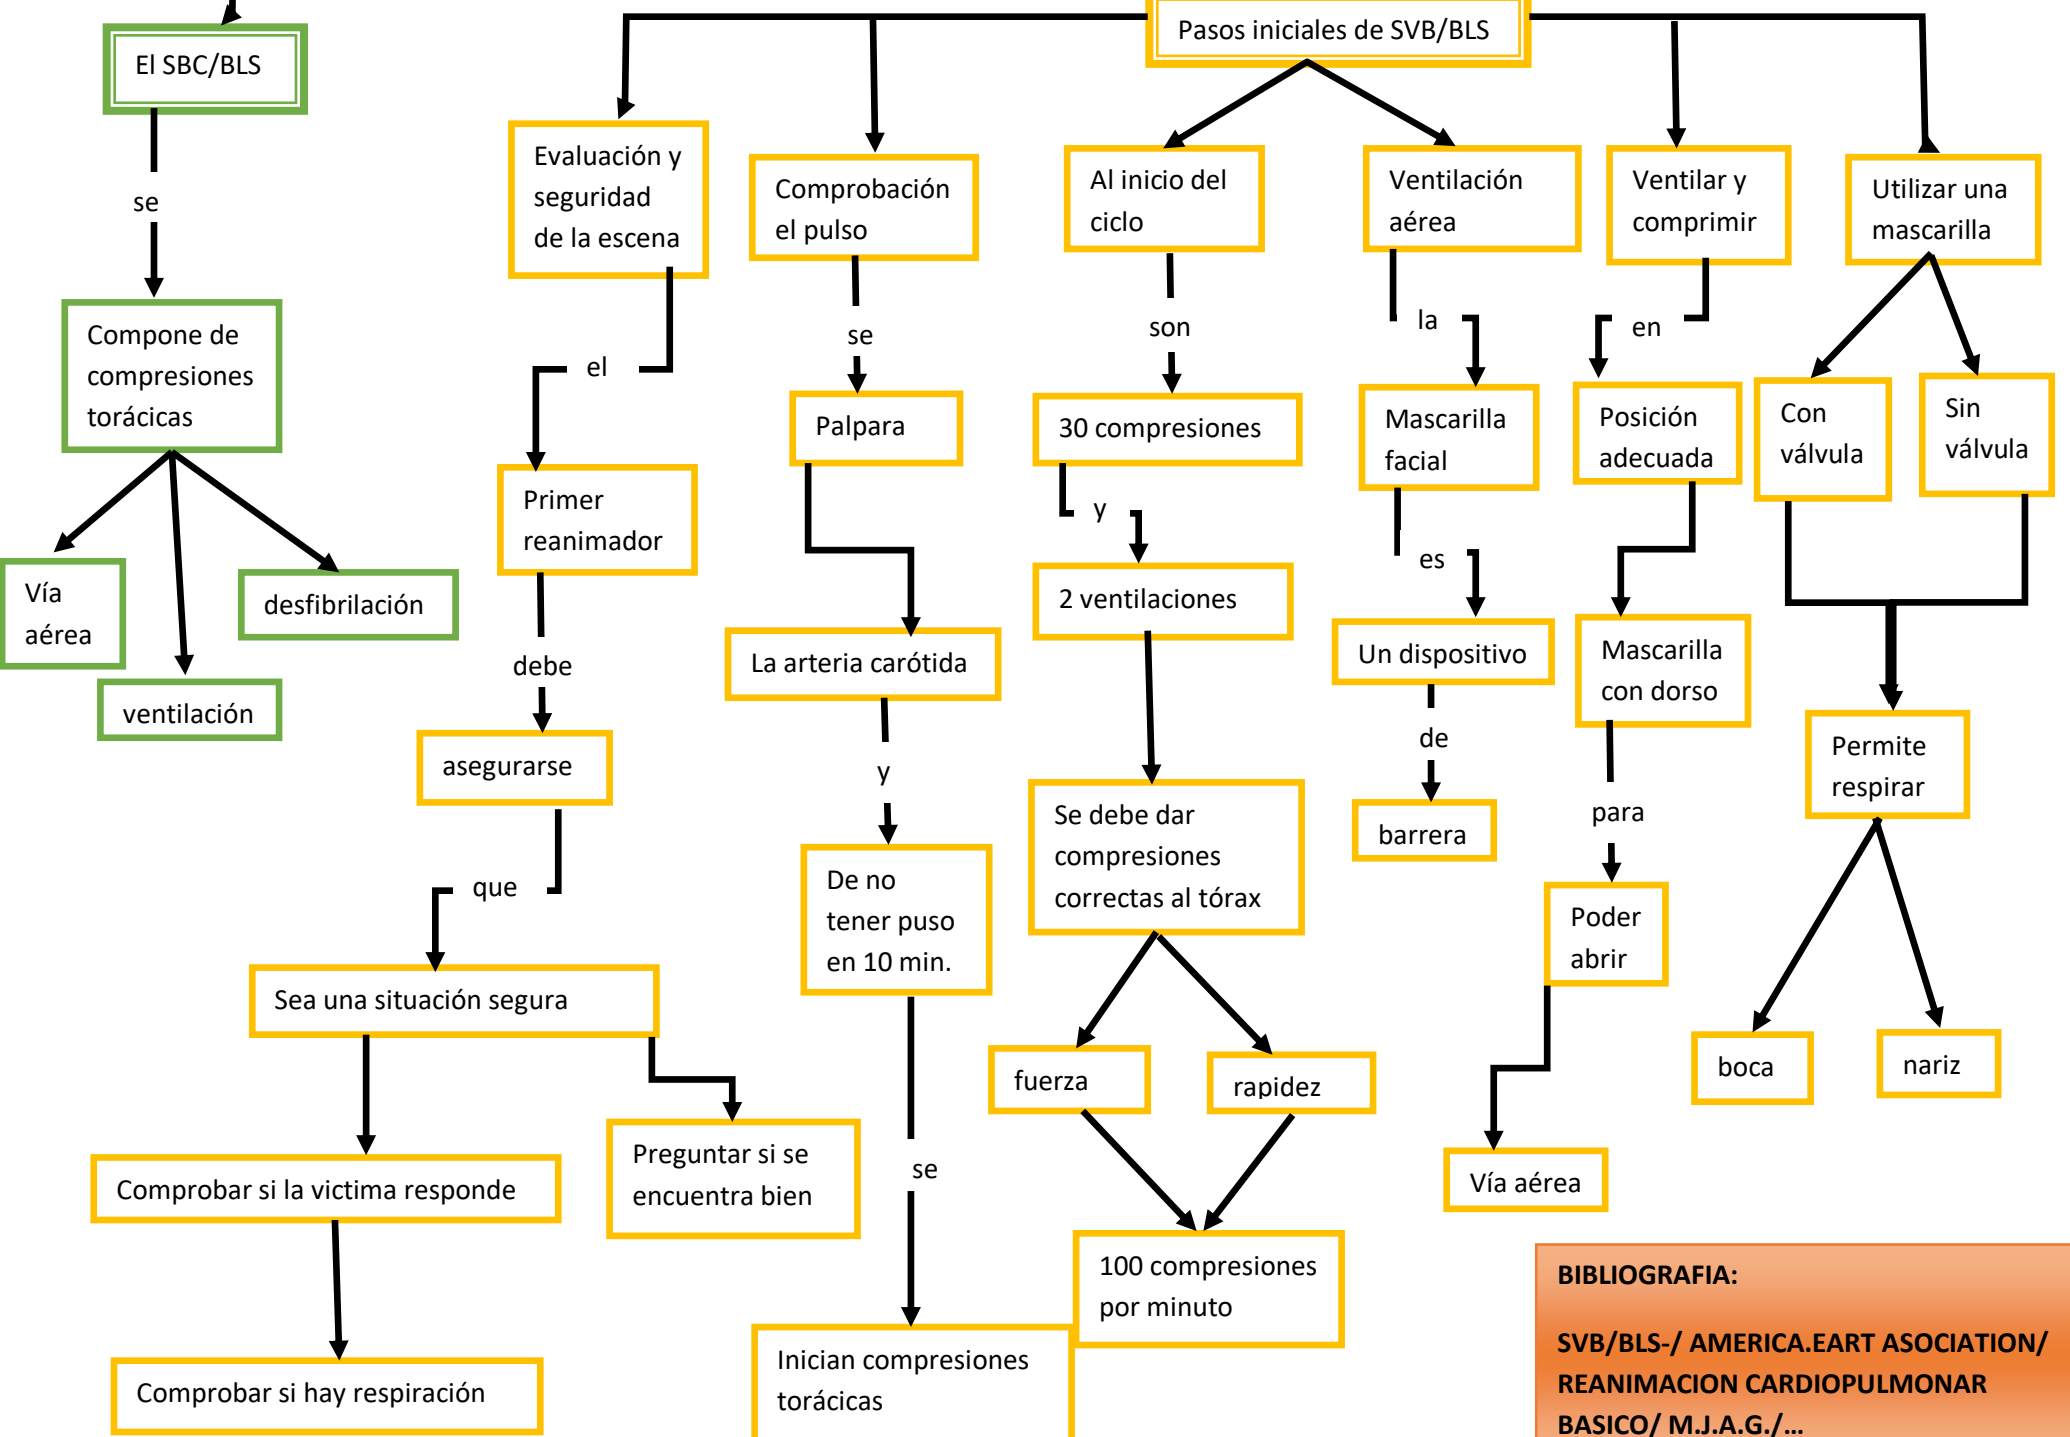 Pasos iniciales de SVB/BLS
El SBC/BLS
se
Compone de
compresiones
torácicas
Vía
aérea
ventilación
desfibrilación
Evaluación y
seguridad
de la escena
el
Primer
reanimador
debe
asegurarse
que
Sea una situación segura
Comprobar si la victima responde
Comprobar si hay respiración
Preguntar si se
encuentra bien
Comprobación
el pulso
se
Palpara
La arteria carótida
y
De no
tener puso
en 10 min.
se
Inician compresiones
torácicas
Al inicio del
ciclo
son
30 compresiones
y
2 ventilaciones
Se debe dar
compresiones
correctas al tórax
fuerza
rapidez
100 compresiones
por minuto
Ventilación
aérea
la
Mascarilla
facial
es
Un dispositivo
de
barrera
Ventilar y
comprimir
en
Posición
adecuada
Mascarilla
con dorso
para
Poder
abrir
Vía aérea
Utilizar una
mascarilla
Con
válvula
Sin
válvula
Permite
respirar
boca
nariz
BIBLIOGRAFIA:
SVB/BLS-/ AMERICA.EART ASOCIATION/
REANIMACION CARDIOPULMONAR
BASICO/ M.J.A.G./...